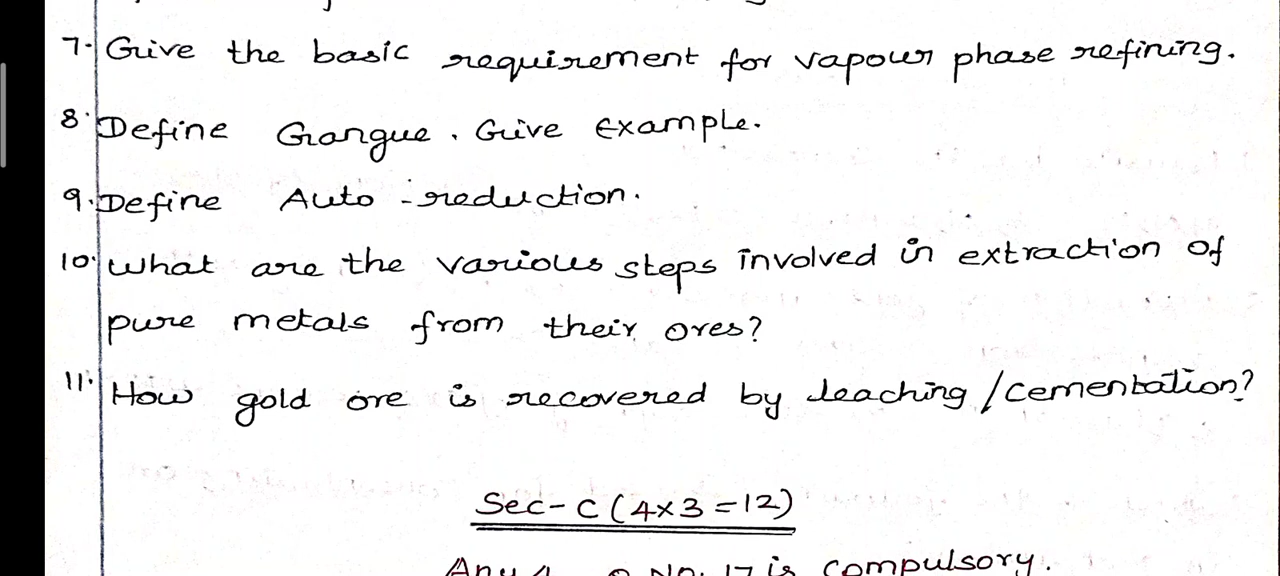 7. Give the basic requirement for vapour phase refining.
8. Define Gangue. Give Example.
9. Define Auto-reduction.
10. What are the various steps involved in extraction of
pure metals from their ores?
11. How gold ore is recovered by leaching/cementation?
Sec-C (4×3=12)
No. 17 is compulsory.